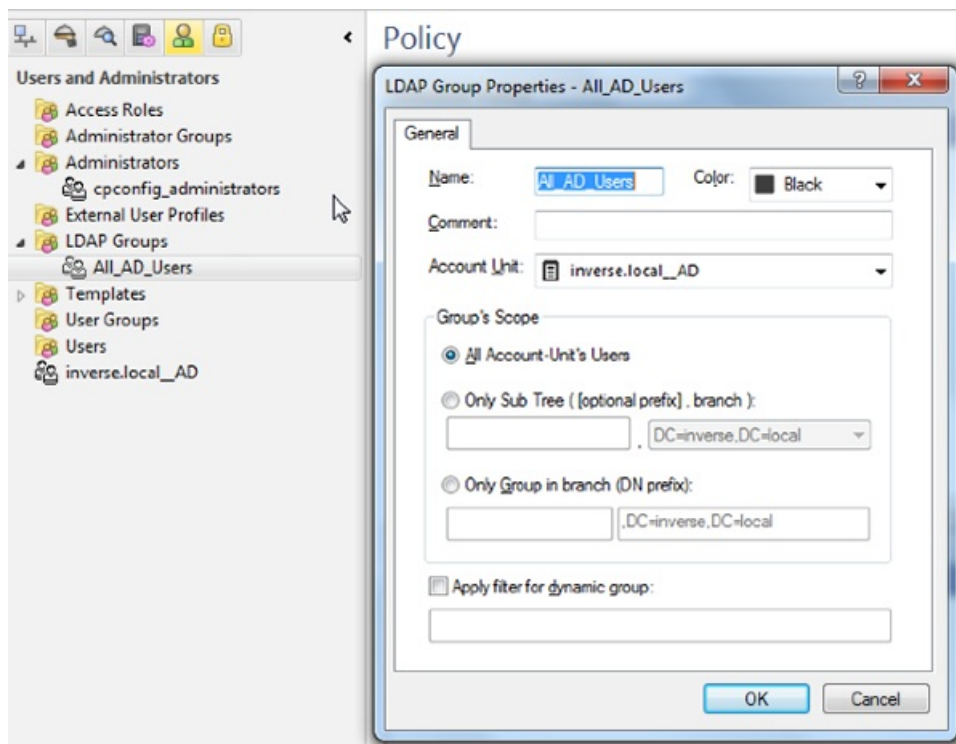 Policy
Users and Administrators
Access Roles
Administrator Groups
Administrators
cpconfig_administrators
External User Profiles
LDAP Groups
All_AD_Users
Templates
User Groups
Users
inverse.local__AD
LDAP Group Properties - All_AD_Users
General
Name: All_AD_Users Color: Black
Comment:
Account Unit: inverse.local__AD
Group's Scope
All Account-Unit's Users
Only Sub Tree ( [optional prefix] , branch ):
, DC=inverse,DC=local
Only Group in branch (DN prefix):
,DC=inverse,DC=local
Apply filter for dynamic group:
OK Cancel